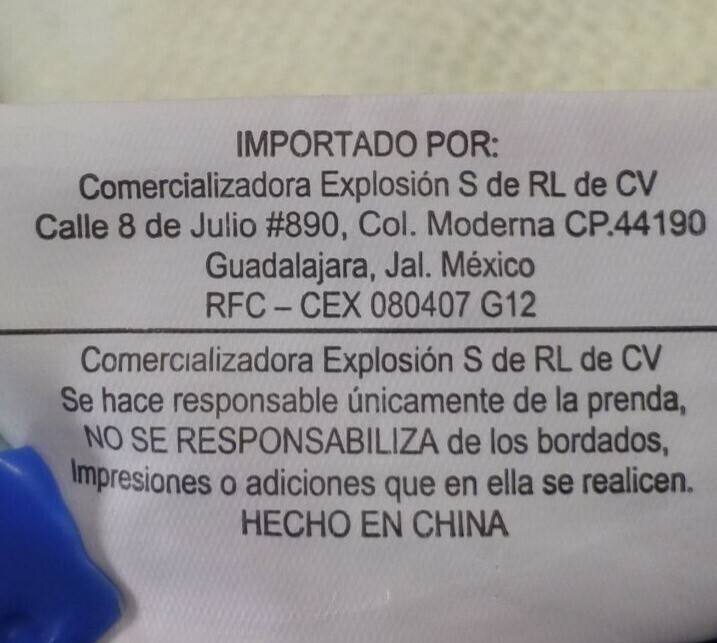 IMPORTADO POR:
Comercializadora Explosión S de RL de CV
Calle 8 de Julio #890, Col. Moderna CP.44190
Guadalajara, Jal. México
RFC – CEX 080407 G12
Comercializadora Explosión S de RL de CV
Se hace responsable únicamente de la prenda,
NO SE RESPONSABILIZA de los bordados,
Impresiones o adiciones que en ella se realicen.
HECHO EN CHINA